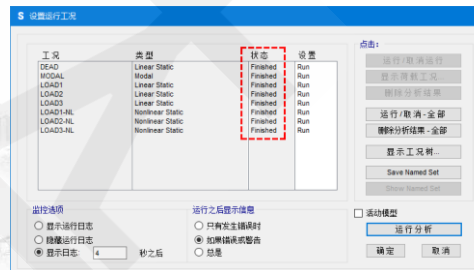 S 设置运行工况
点击:
工况 类型 状态 设置
DEAD Linear Static Finished Run
MODAL Modal Finished Run
LOAD1 Linear Static Finished Run
LOAD2 Linear Static Finished Run
LOAD3 Linear Static Finished Run
LOAD1-NL Nonlinear Static Finished Run
LOAD2-NL Nonlinear Static Finished Run
LOAD3-NL Nonlinear Static Finished Run
运行/取消运行
显示荷载工况...
删除分析结果
运行/取消-全部
删除分析结果-全部
显示工况树...
Save Named Set
Show Named Set
监控选项
显示运行日志
隐藏运行日志
显示日志: 4 秒之后
运行之后显示信息
只有发生错误时
如果错误或警告
总是
活动模型
运行分析
确定 取消